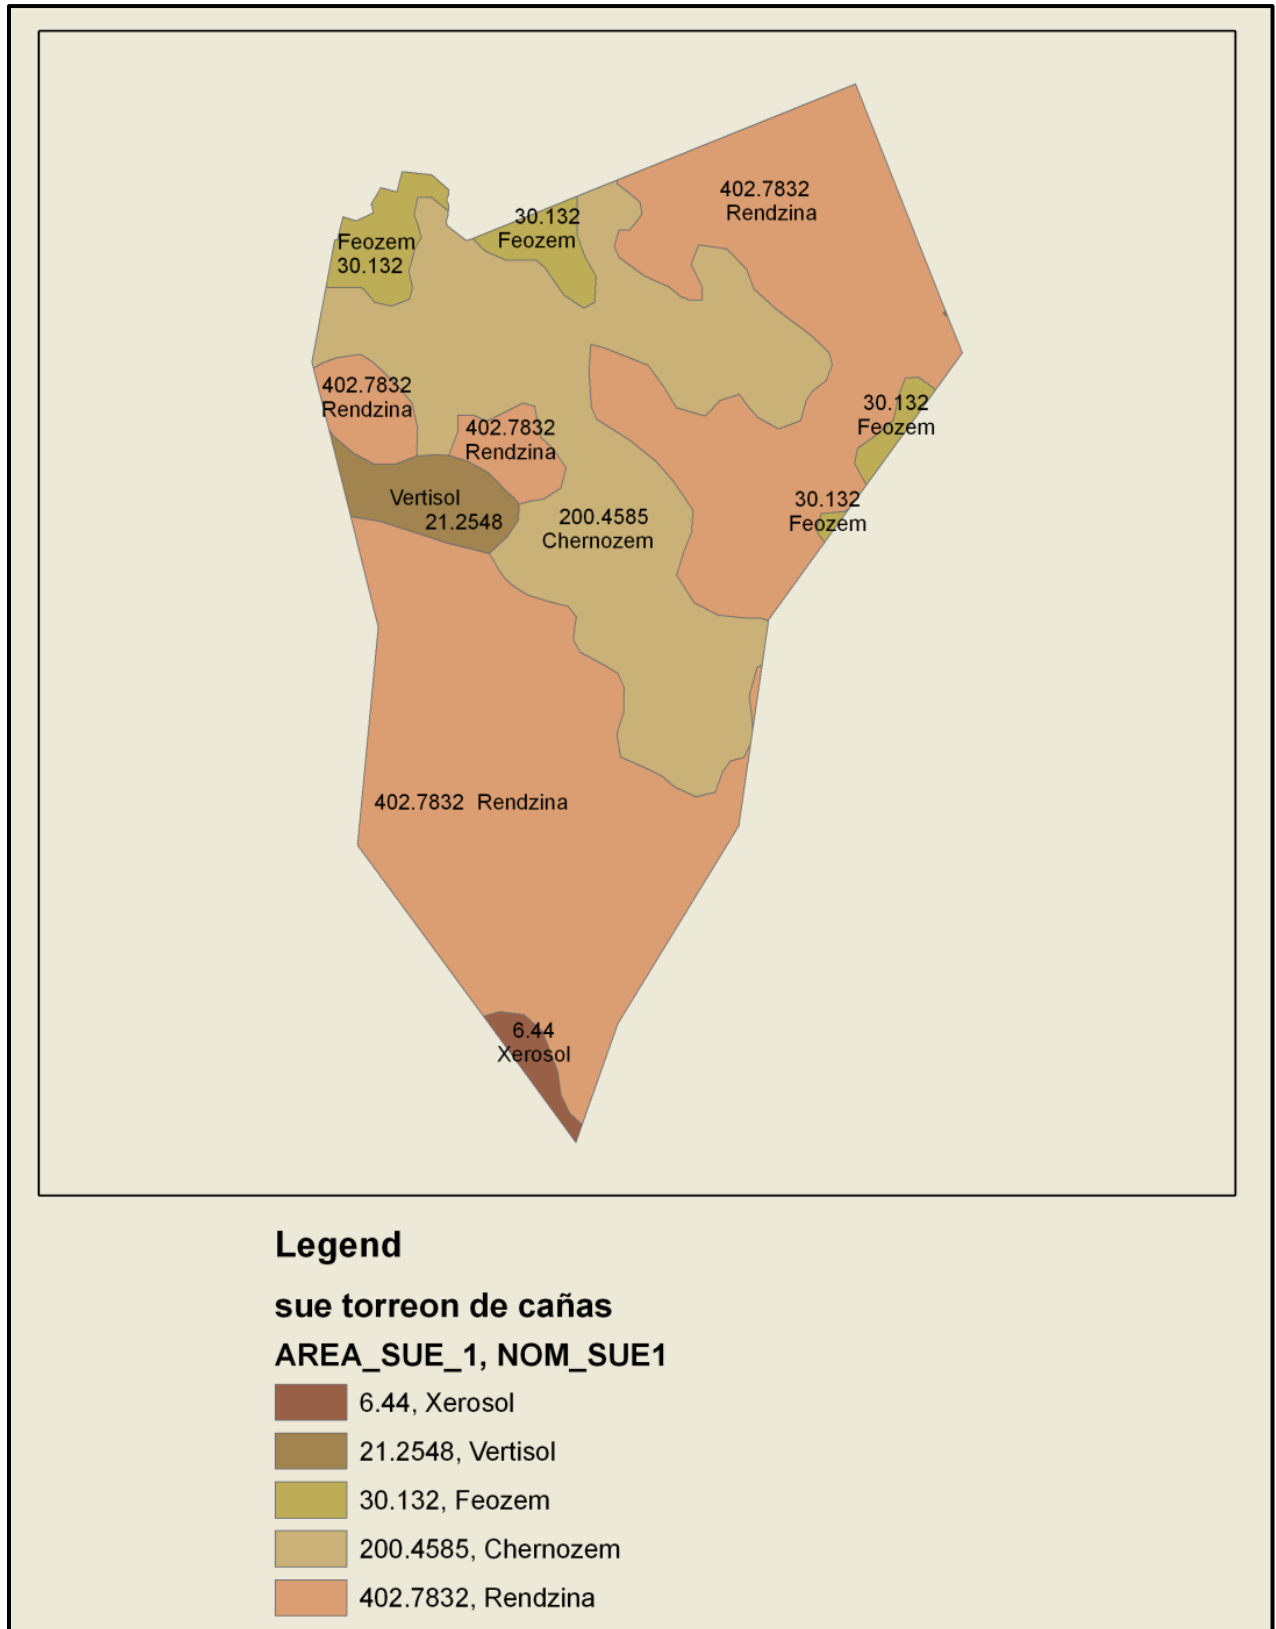 402.7832
Rendzina
30.132
Feozem
Feozem
30.132
402.7832
Rendzina
30.132
Feozem
402.7832
Rendzina
Vertisol
21.2548
30.132
Feozem
200.4585
Chernozem
402.7832 Rendzina
6.44
Xerosol
Legend
sue torreon de cañas
AREA_SUE_1, NOM_SUE1
6.44, Xerosol
21.2548, Vertisol
30.132, Feozem
200.4585, Chernozem
402.7832, Rendzina